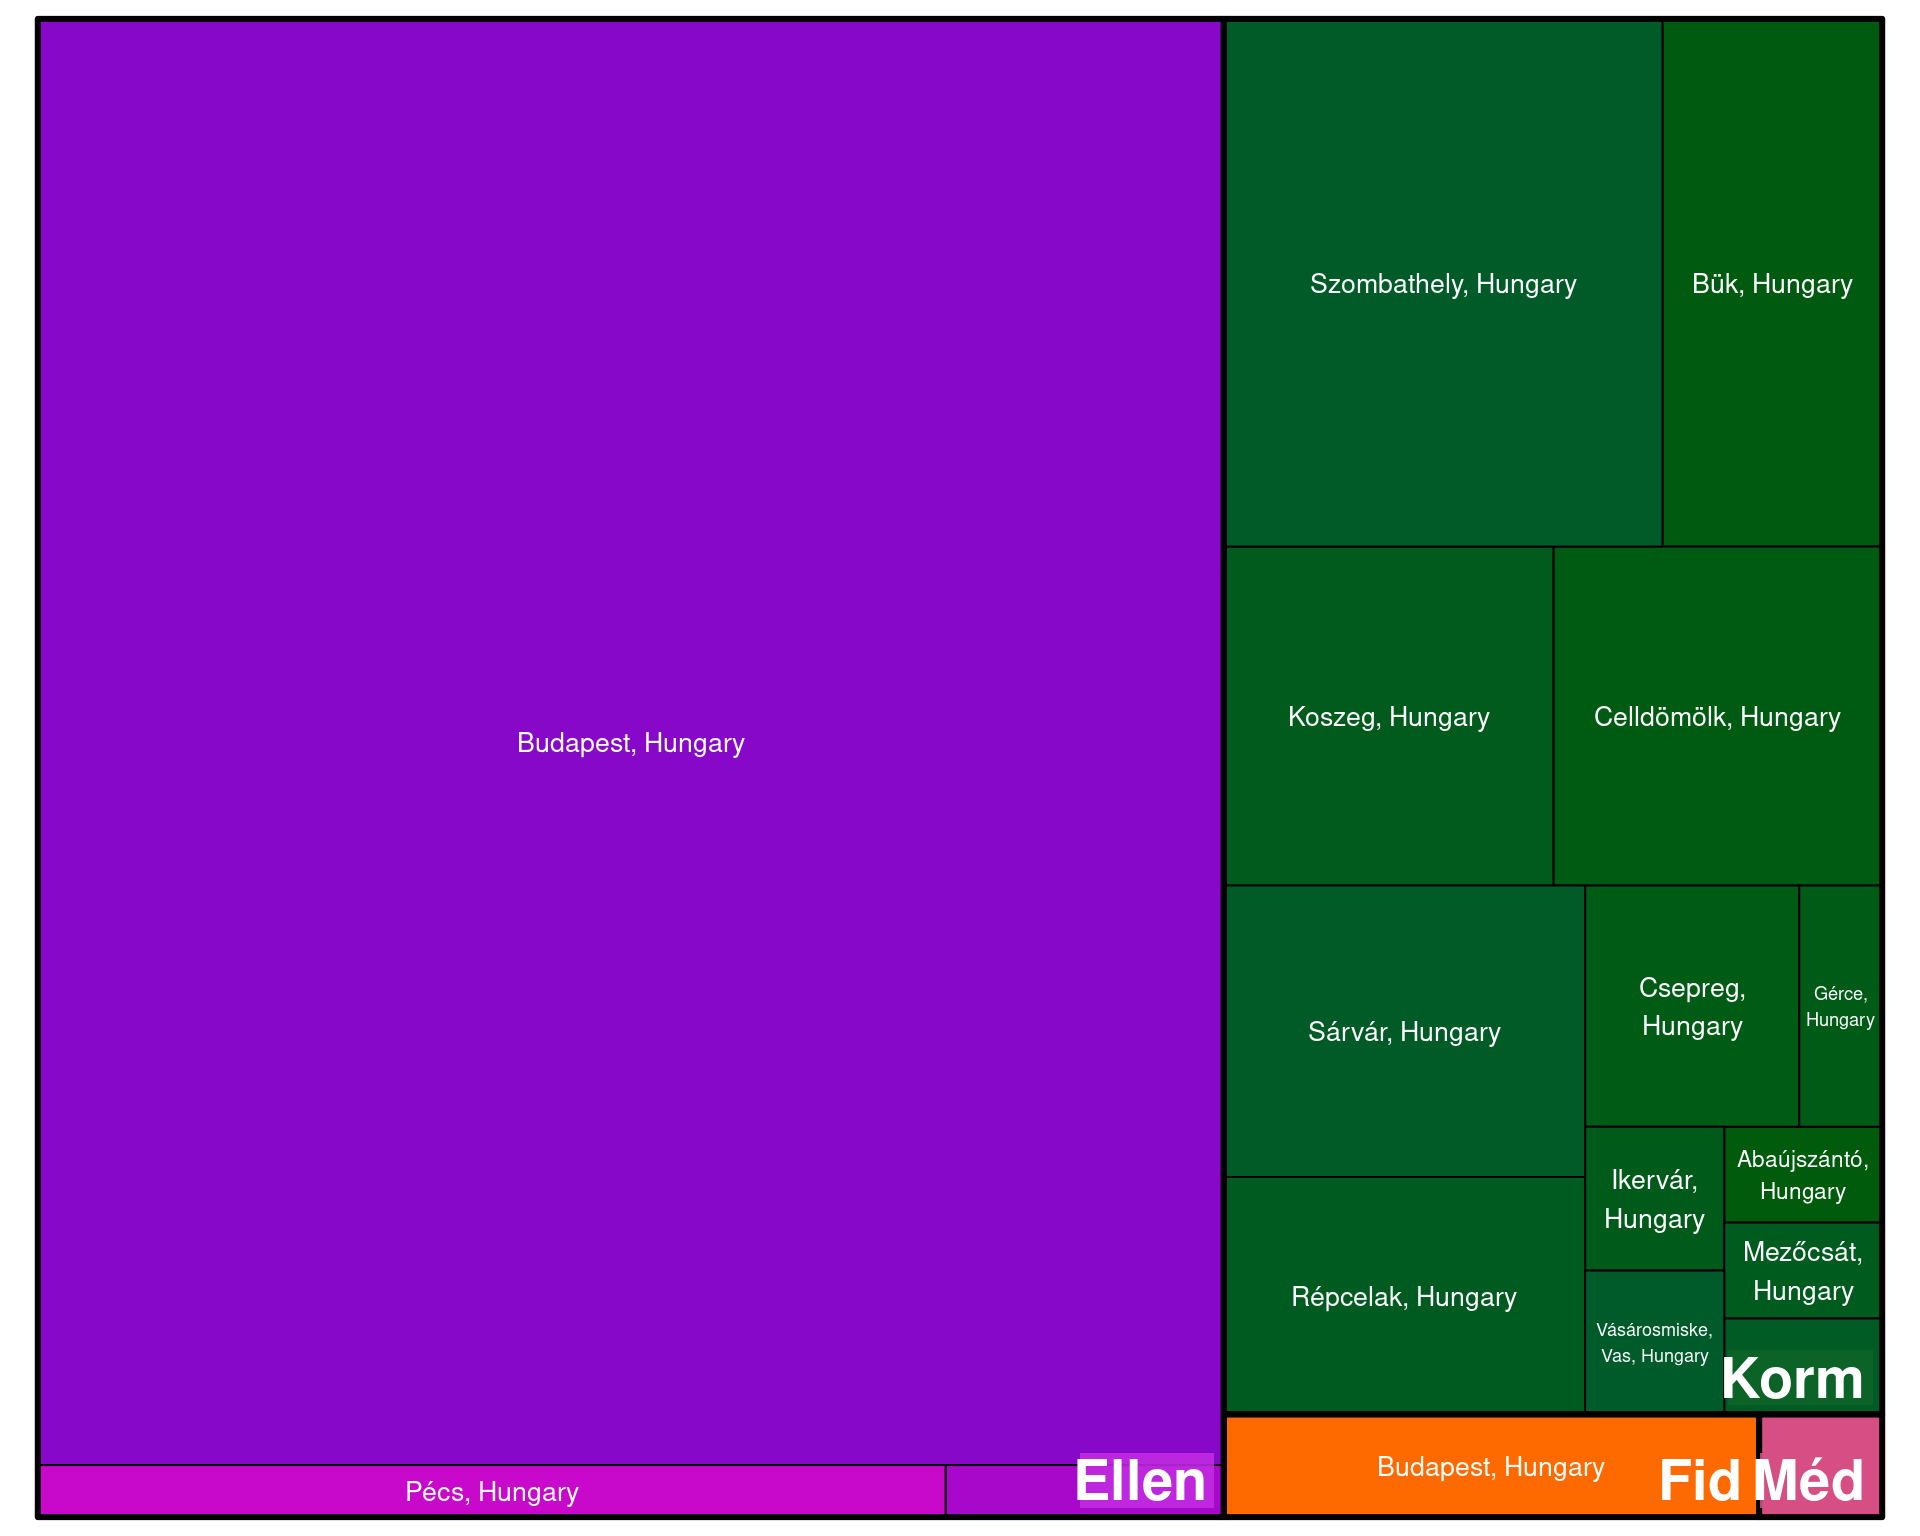 Budapest, Hungary
Pécs, Hungary
Ellen
Szombathely, Hungary
Bük, Hungary
Koszeg, Hungary
Celldömölk, Hungary
Sárvár, Hungary
Csepreg,
Hungary
Gérce,
Hungary
Répcelak, Hungary
Ikervár,
Hungary
Abaújszántó,
Hungary
Mezőcsát,
Hungary
Vásárosmiske,
Vas, Hungary
Korm
Budapest, Hungary
Fid
Méd